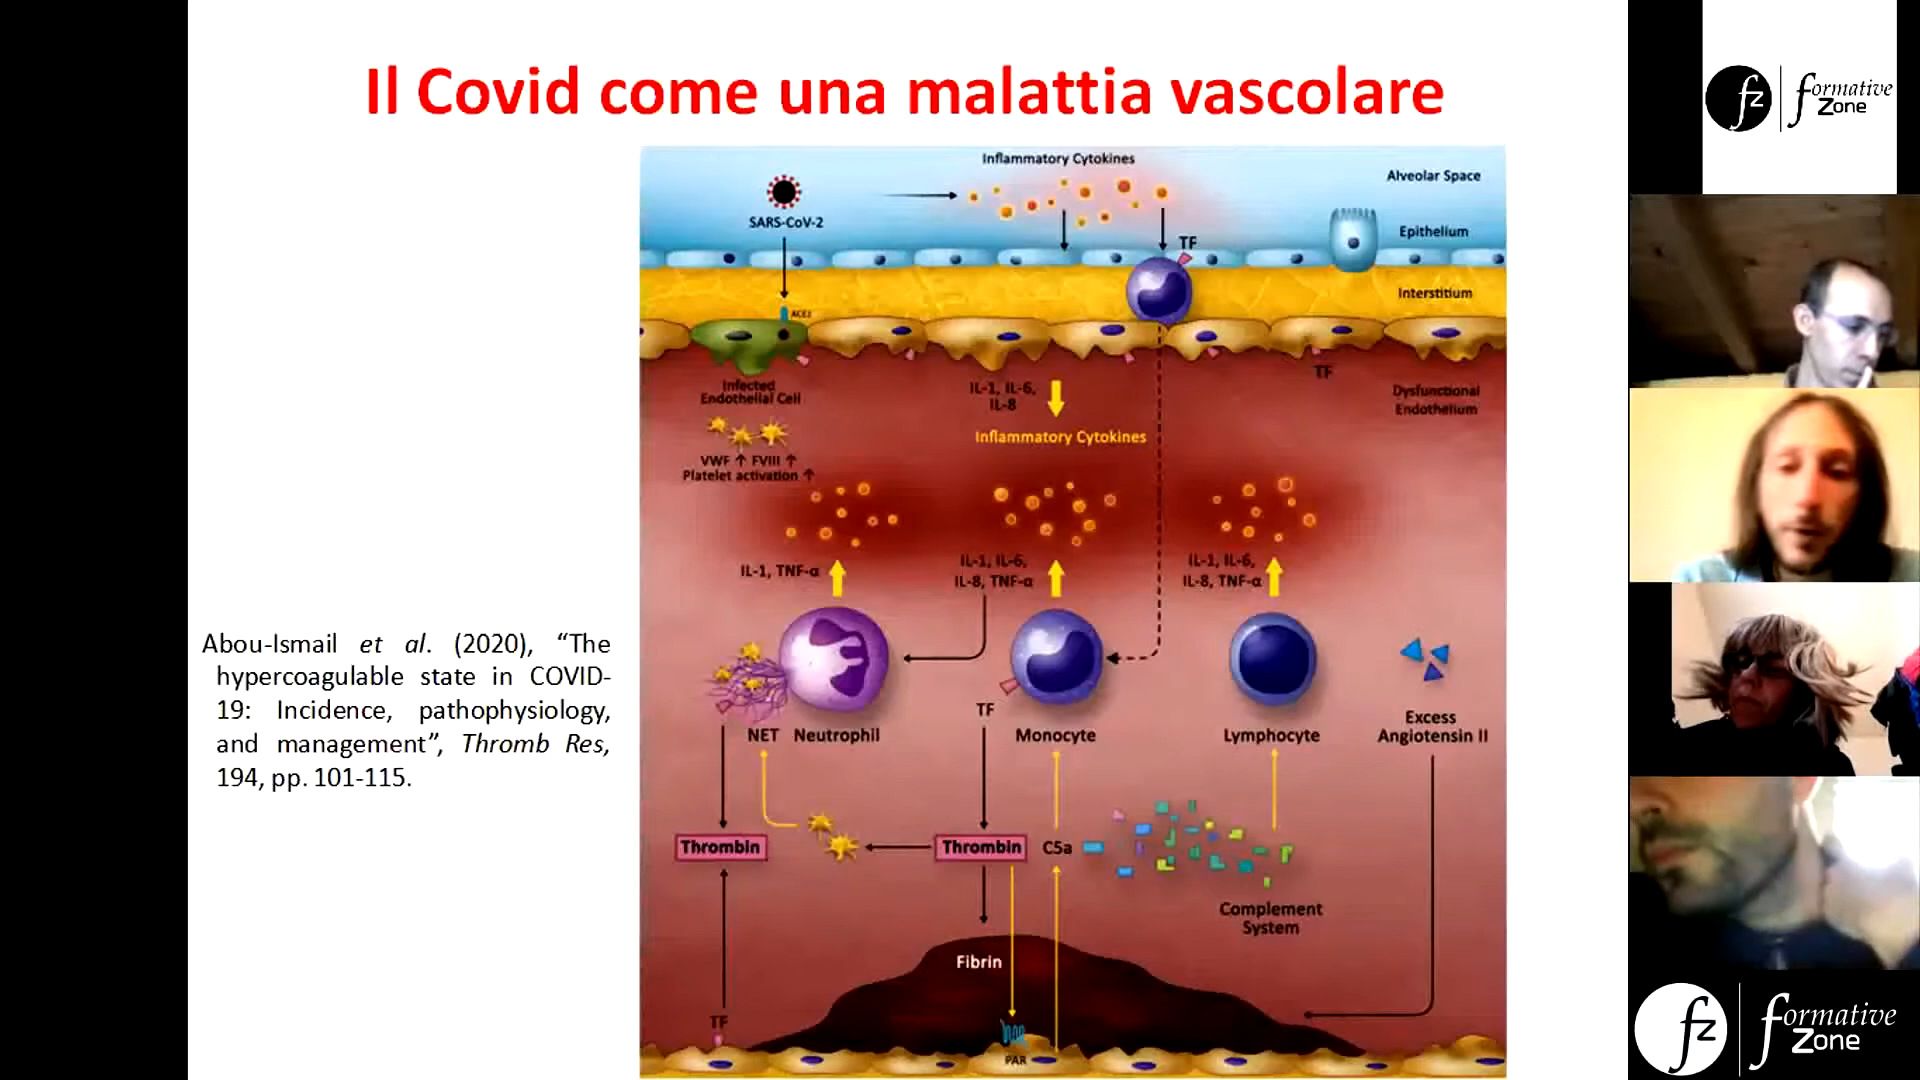 Il Covid come una malattia vascolare
Inflammatory Cytokines
Alveolar Space
SARS-CoV-2
Epithelium
TF
Interstitium
ACE2
TF
Infected
Endothelial Cell
IL-1, IL-6,
IL-8
Dysfunctional
Endothelium
Inflammatory Cytokines
VWF ↑ FVIII ↑
Platelet activation ↑
IL-1, TNF-α
IL-1, IL-6,
IL-8, TNF-α
IL-1, IL-6,
IL-8, TNF-α
Abou-Ismail et al. (2020), “The
hypercoagulable state in COVID-
19: Incidence, pathophysiology,
and management”, Thromb Res,
194, pp. 101-115.
TF
NET
Neutrophil
Monocyte
Lymphocyte
Excess
Angiotensin II
Thrombin
Thrombin
C5a
Complement
System
Fibrin
TF
PAR
fz
formative
Zone
fz
formative
Zone